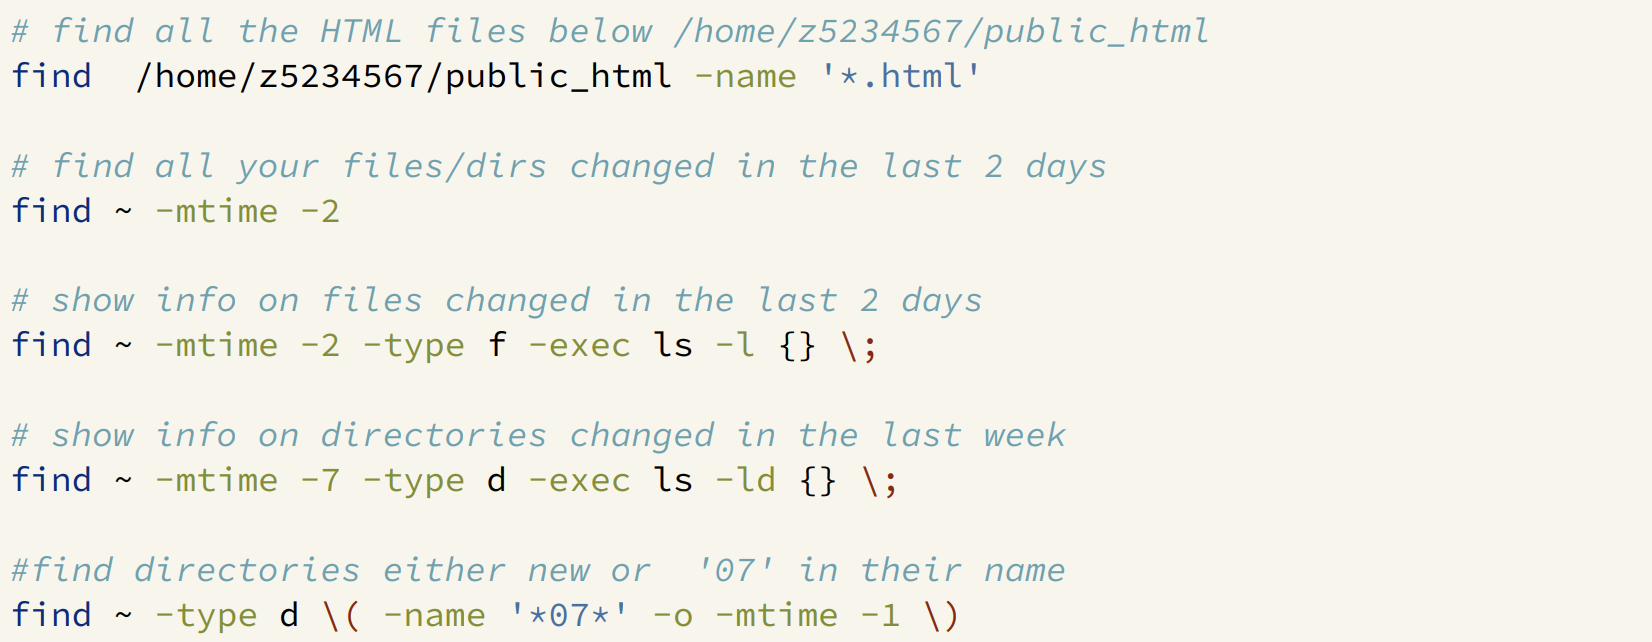 # find all the HTML files below /home/z5234567/public_html
find  /home/z5234567/public_html -name '*.html'
# find all your files/dirs changed in the last 2 days
find ~ -mtime -2
# show info on files changed in the last 2 days
find ~ -mtime -2 -type f -exec ls -l {} \;
# show info on directories changed in the last week
find ~ -mtime -7 -type d -exec ls -ld {} \;
#find directories either new or  '07' in their name
find ~ -type d \( -name '*07*' -o -mtime -1 \)